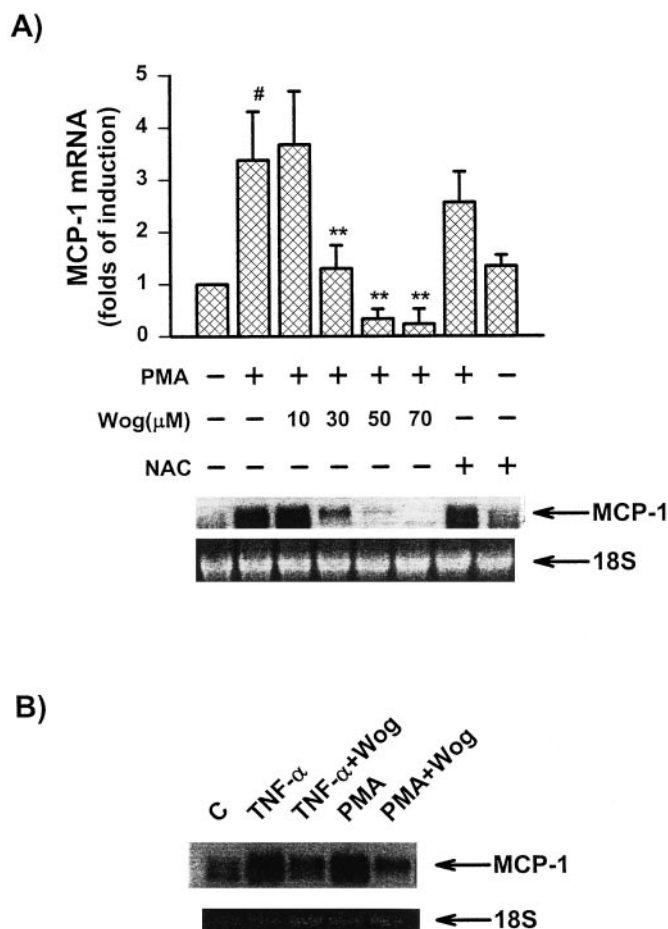 A)
MCP-1 mRNA
(folds of induction)
5
4
3
2
1
0
#
**
**
**
PMA − + + + + + + −
Wog(μM) − − 10 30 50 70 − −
NAC − − − − − − + +
MCP-1
18S
B)
C TNF-α TNF-α+Wog PMA PMA+Wog
MCP-1
18S